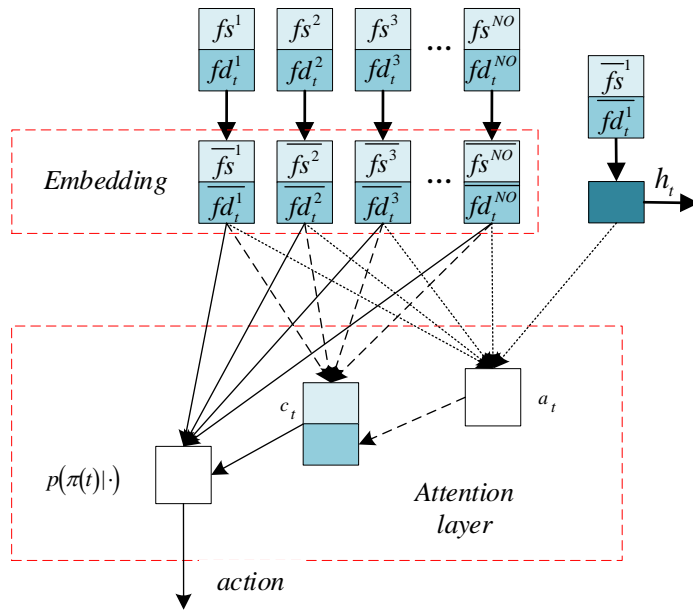 fs^1 fs^2 fs^3 ... fs^{NO}
fd_t^1 fd_t^2 fd_t^3 fd_t^{NO}
\overline{fs}^1
\overline{fd_t^1}
Embedding
\overline{fs}^1 \overline{fs^2} \overline{fs^3} ... \overline{fs^{NO}}
\overline{fd_t^1} \overline{fd_t^2} \overline{fd_t^3} \overline{fd_t^{NO}}
h_t
c_t
a_t
p(π(t)|·)
Attention
layer
action